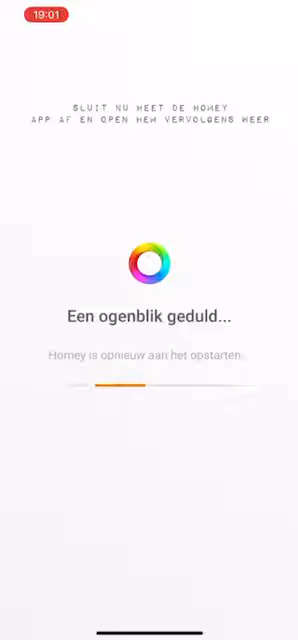 19:01
SLUIT NU HEET DE HOMEY
APP AF EN OPEN HEM VERVOLGENS WEER
Een ogenblik geduld...
Homey is opnieuw aan het opstarten.